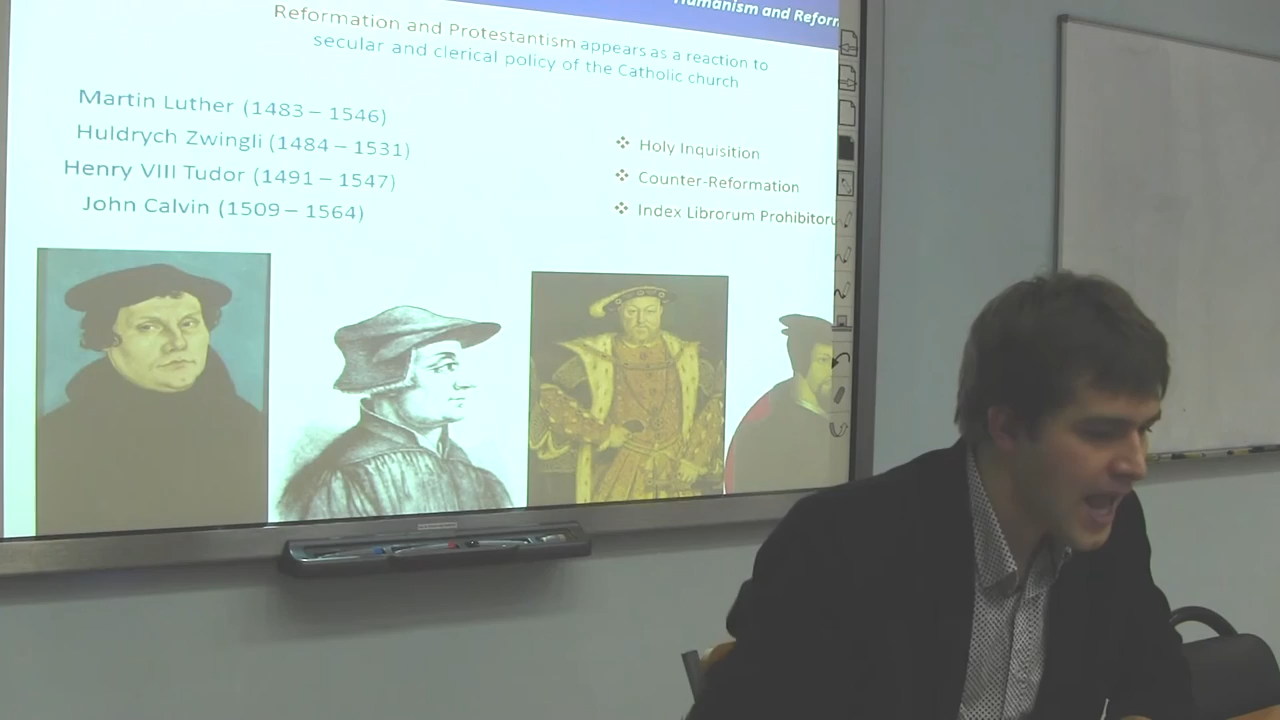 Humanism and Reform
Reformation and Protestantism appears as a reaction to
secular and clerical policy of the Catholic church
Martin Luther (1483 – 1546)
Huldrych Zwingli (1484 – 1531)
Henry VIII Tudor (1491 – 1547)
John Calvin (1509 – 1564)
Holy Inquisition
Counter-Reformation
Index Librorum Prohibitoru